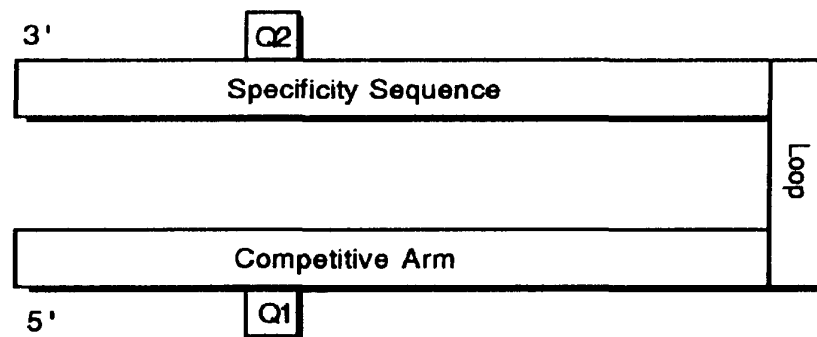 3'
Q2
Specificity Sequence
Loop
Competitive Arm
5'
Q1